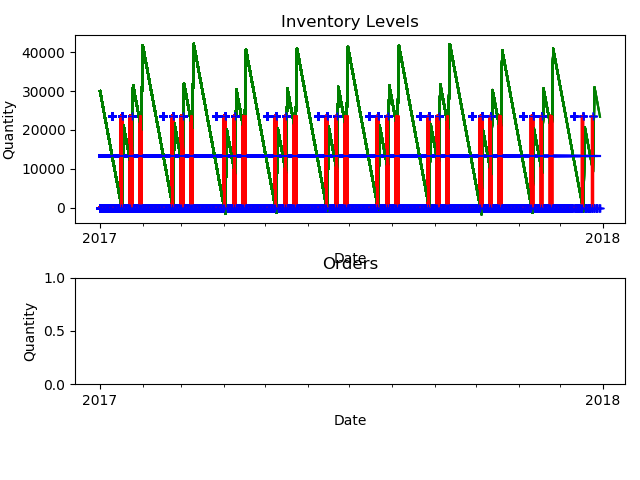 Inventory Levels
Quantity
40000
30000
20000
10000
0
2017
2018
Date
Orders
Quantity
1.0
0.5
0.0
2017
2018
Date